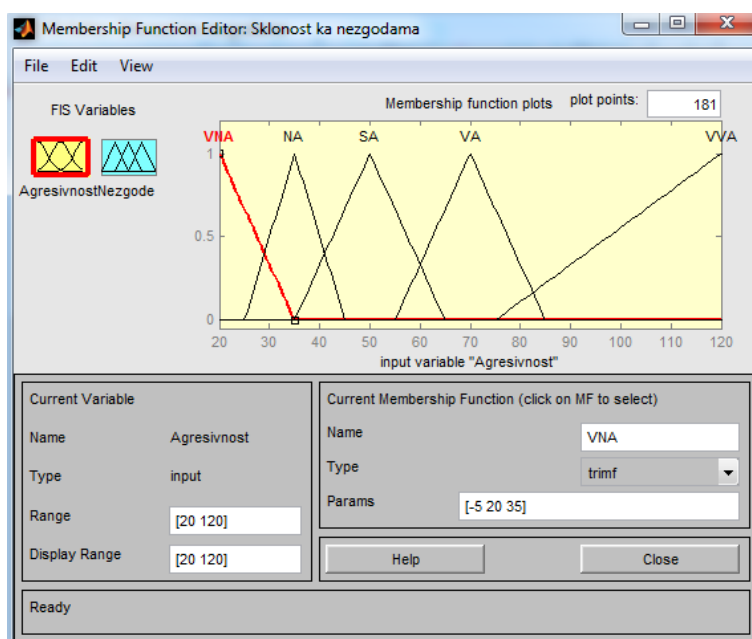 Membership Function Editor: Sklonost ka nezgodama
File Edit View
FIS Variables
Membership function plots plot points: 181
AgresivnostNezgode
VNA NA SA VA VVA
1
0.5
0
20 30 40 50 60 70 80 90 100 110 120
input variable "Agresivnost"
Current Variable
Name Agresivnost
Type input
Range [20 120]
Display Range [20 120]
Current Membership Function (click on MF to select)
Name VNA
Type trimf
Params [-5 20 35]
Help Close
Ready